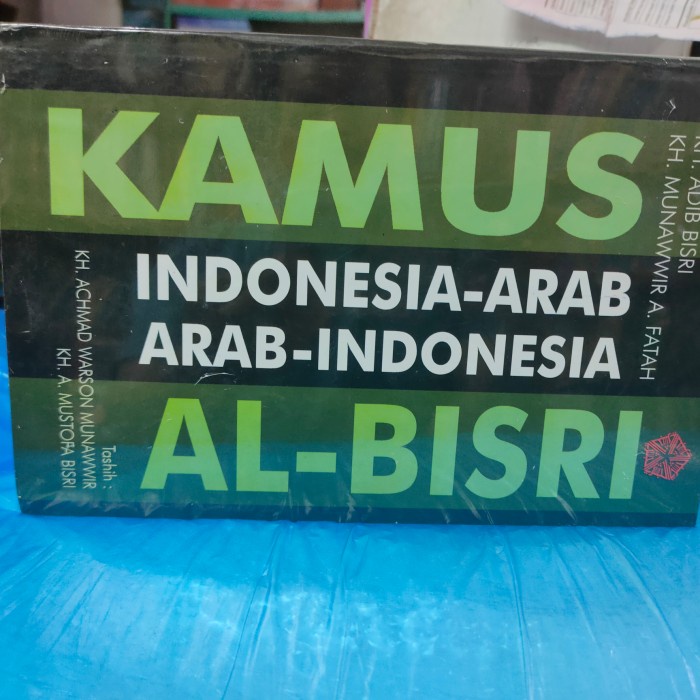 KAMUS
INDONESIA-ARAB
ARAB-INDONESIA
AL-BISRI
KH. ADIB BISRI
KH. MUNAWWIR A. FATAH
Tashih :
KH. ACHMAD WARSON MUNAWWIR
KH. A. MUSTOFA BISRI